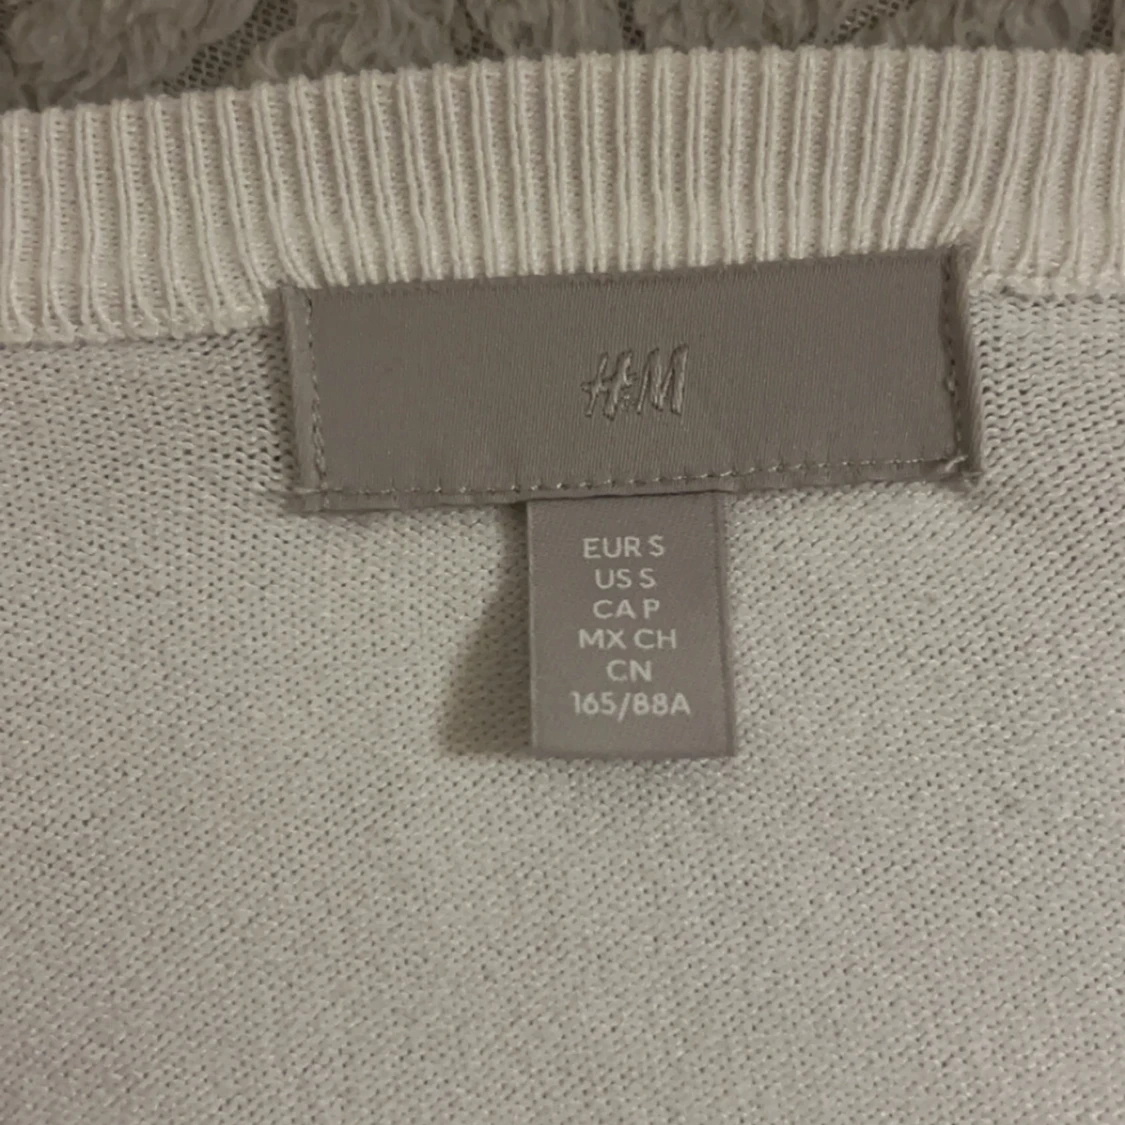 H&M
EUR S
US S
CA P
MX CH
CN
165/88A